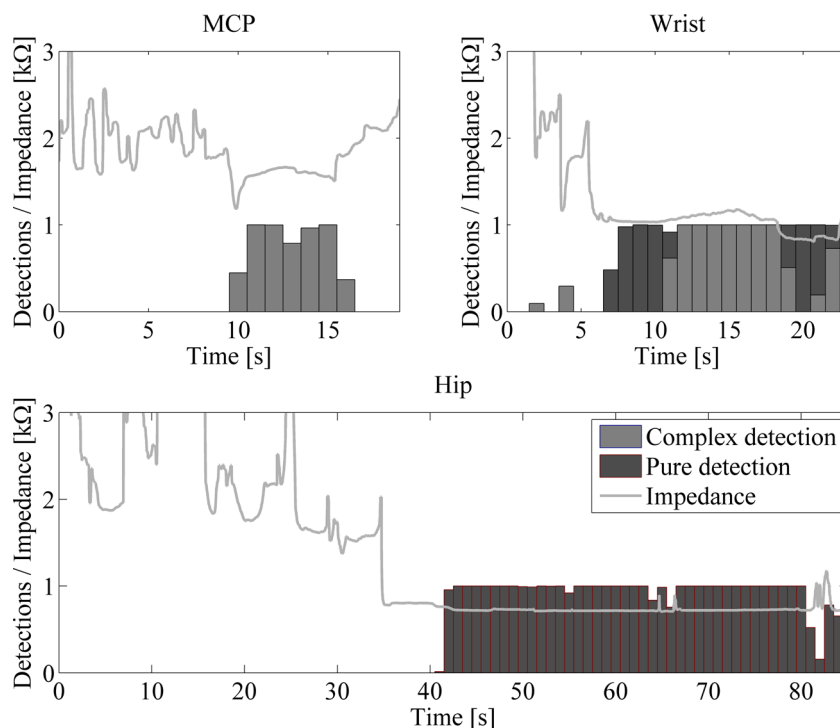 MCP
Detections / Impedance [kΩ]
3
2
1
0
0 5 10 15
Time [s]
Wrist
Detections / Impedance [kΩ]
3
2
1
0
0 5 10 15 20
Time [s]
Hip
Detections / Impedance [kΩ]
3
2
1
0
0 10 20 30 40 50 60 70 80
Time [s]
Complex detection
Pure detection
Impedance